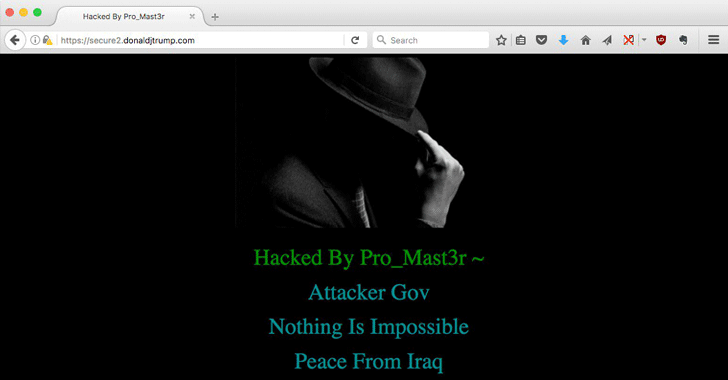 Hacked By Pro_Mast3r
https://secure2.donaldjtrump.com
Search
Hacked By Pro_Mast3r ~
Attacker Gov
Nothing Is Impossible
Peace From Iraq